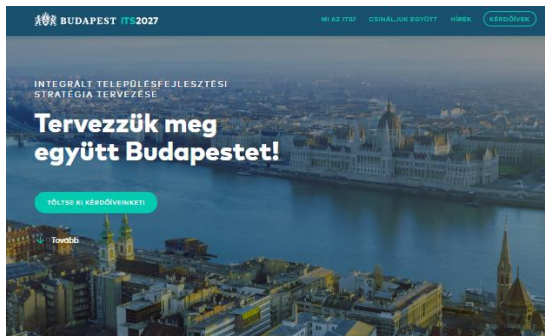 BUDAPEST ITS2027
MI AZ ITS? CSINÁLJUK EGYÜTT HÍREK KÉRDŐÍVEK
INTEGRÁLT TELEPÜLÉSFEJLESZTÉSI
STRATÉGIA TERVEZÉSE
Tervezzük meg
együtt Budapestet!
TÖLTSE KI KÉRDŐÍVEINKET!
Tovább